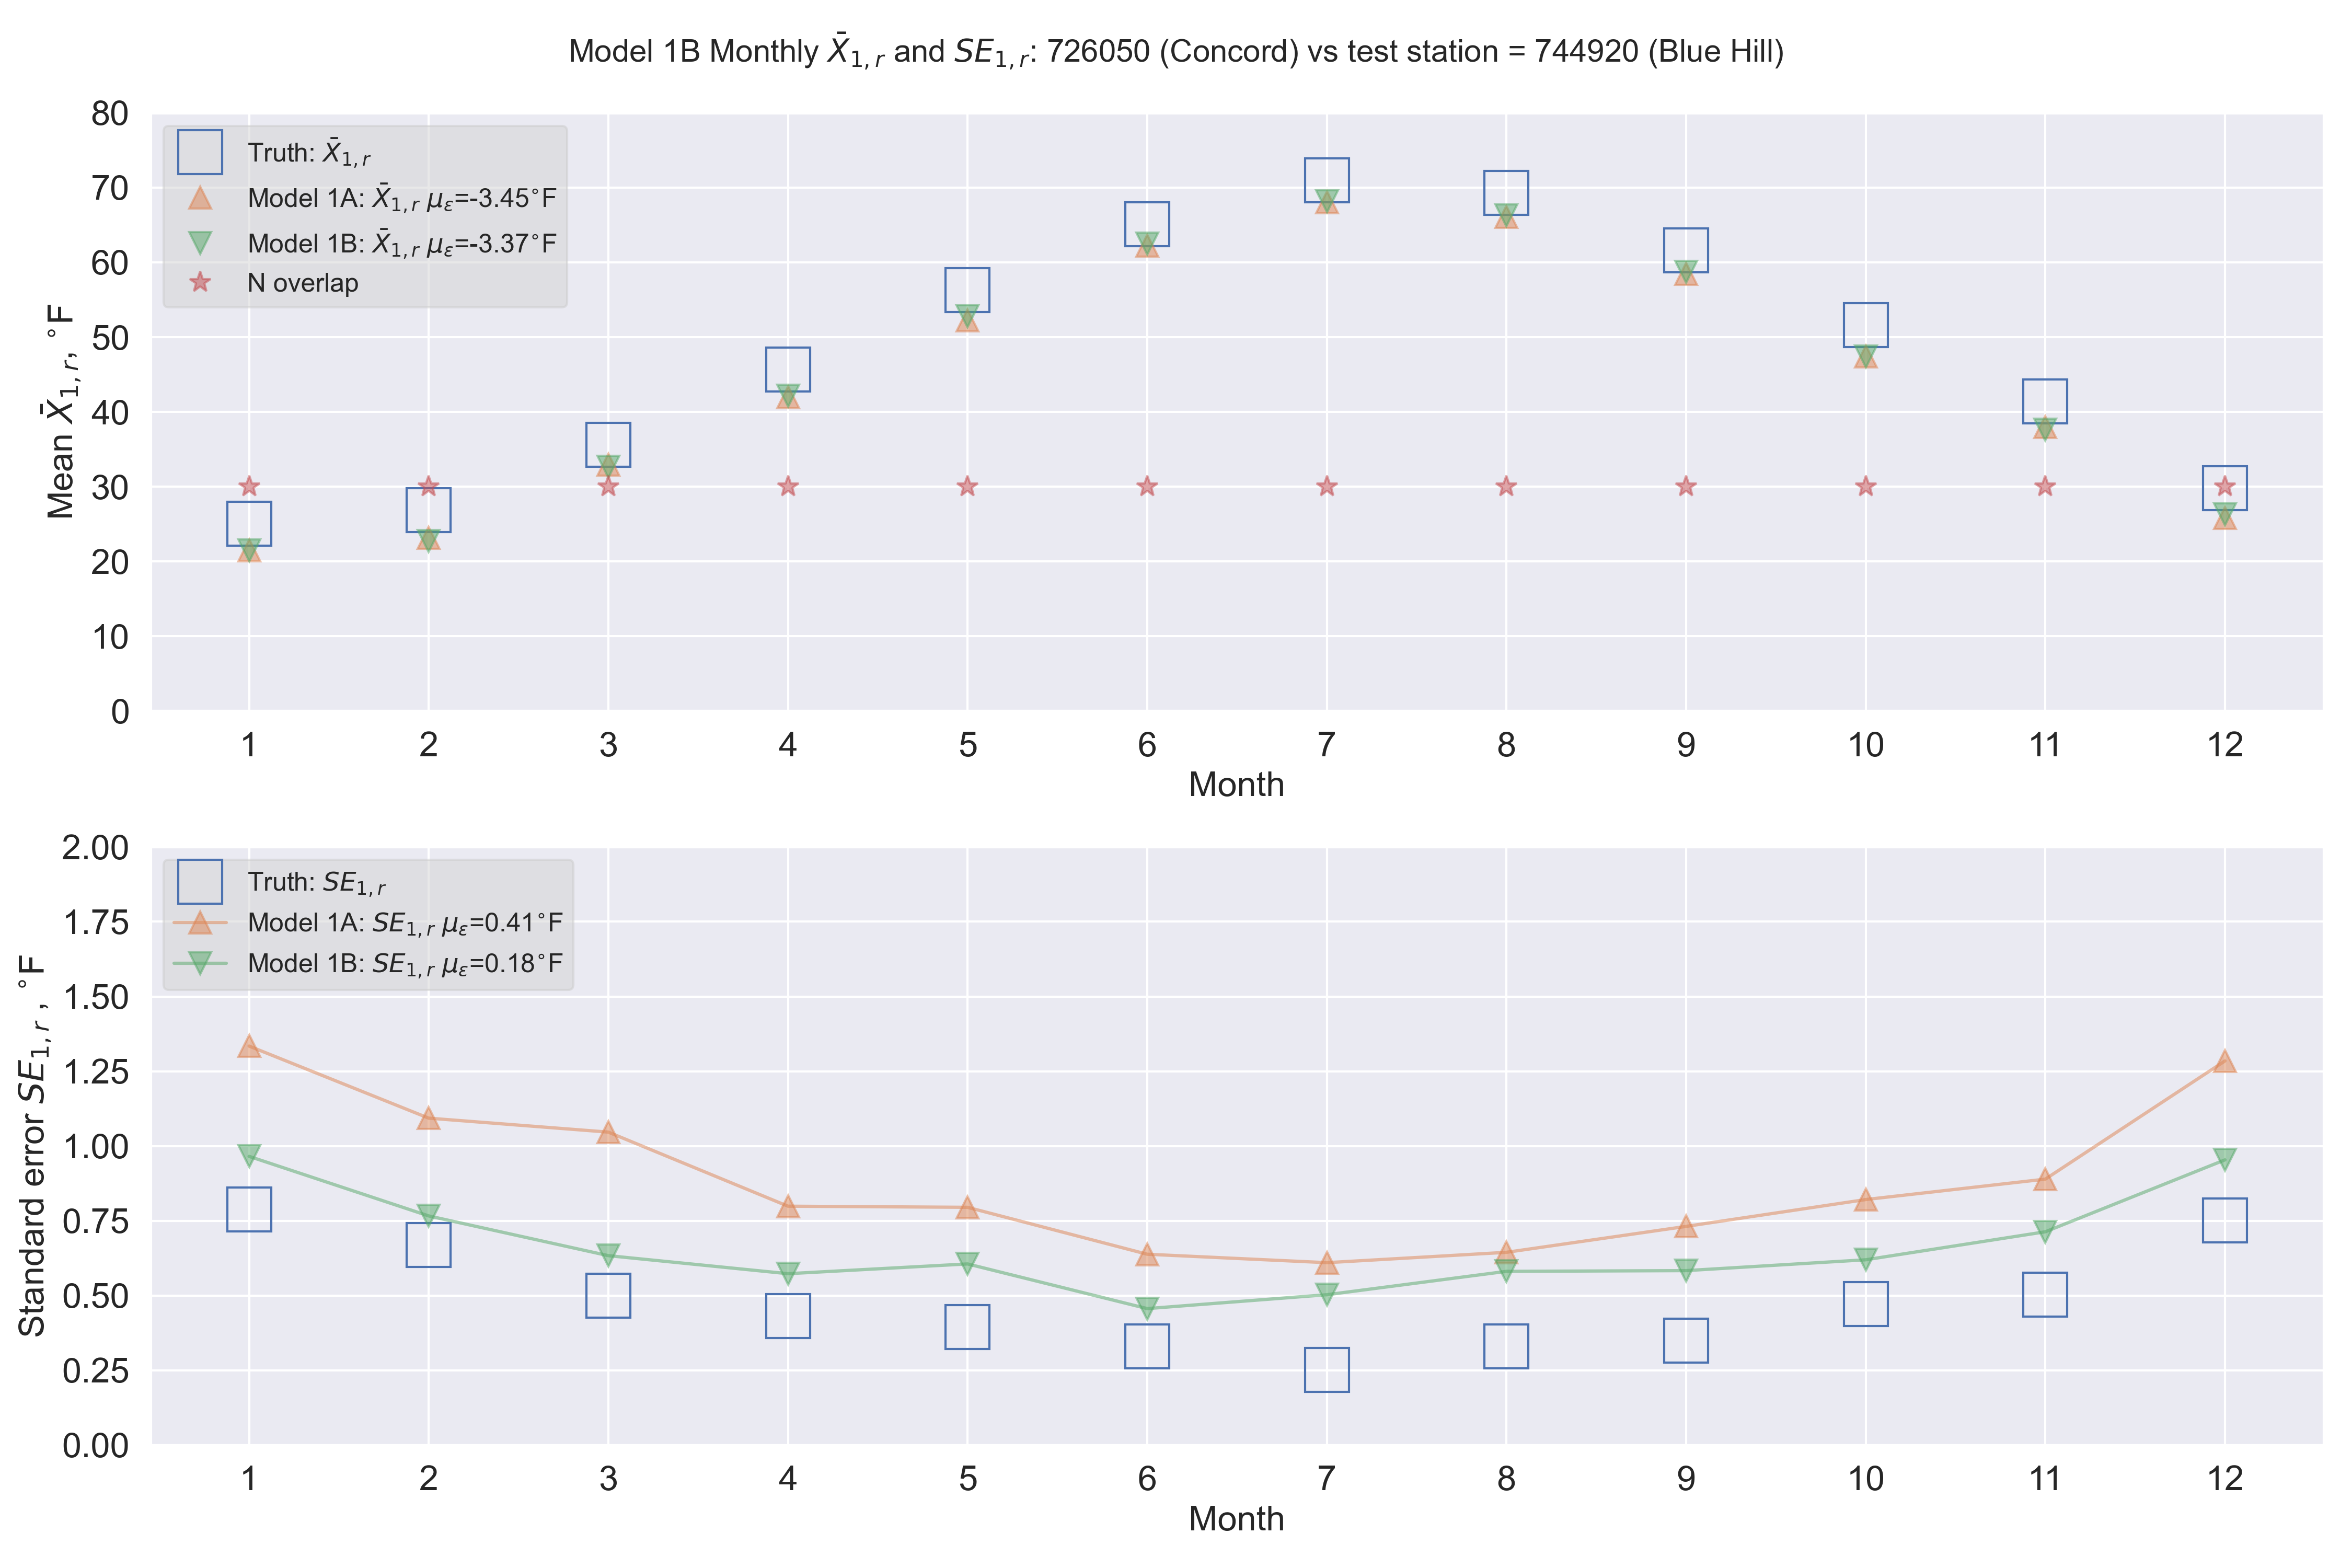 Model 1B Monthly X̄₁,ᵣ and SE₁,ᵣ: 726050 (Concord) vs test station = 744920 (Blue Hill)
Mean X̄₁,ᵣ, °F
80
70
60
50
40
30
20
10
0
Truth: X̄₁,ᵣ
Model 1A: X̄₁,ᵣ με=-3.45°F
Model 1B: X̄₁,ᵣ με=-3.37°F
N overlap
1 2 3 4 5 6 7 8 9 10 11 12
Month
Standard error SE₁,ᵣ , °F
2.00
1.75
1.50
1.25
1.00
0.75
0.50
0.25
0.00
Truth: SE₁,ᵣ
Model 1A: SE₁,ᵣ με=0.41°F
Model 1B: SE₁,ᵣ με=0.18°F
1 2 3 4 5 6 7 8 9 10 11 12
Month